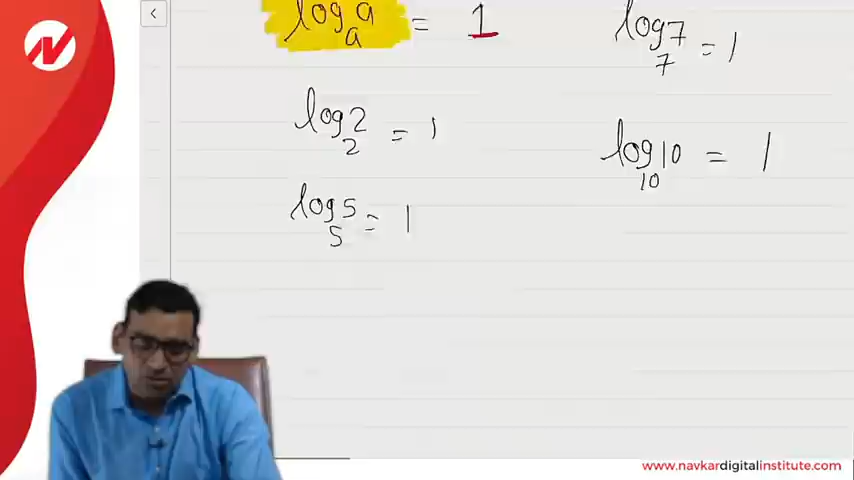 log_a a = 1
log_7 7 = 1
log_2 2 = 1
log_10 10 = 1
log_5 5 = 1
www.navkardigitalinstitute.com